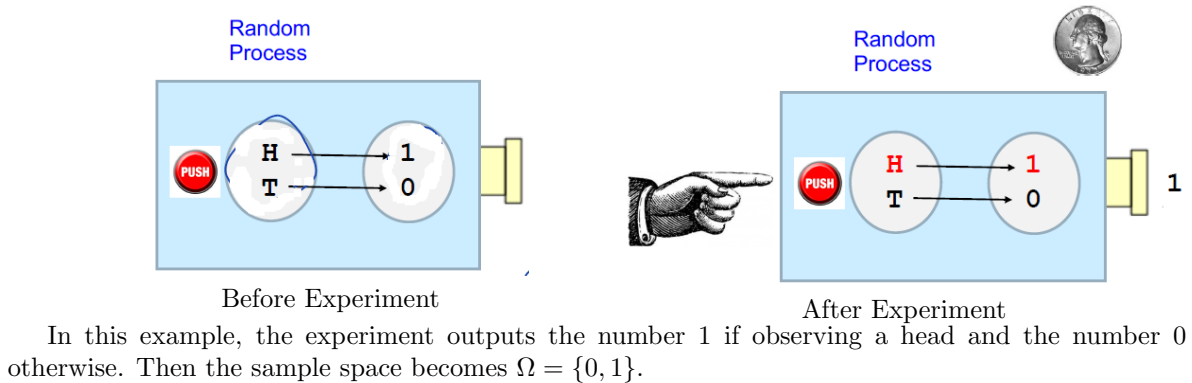 Random
Process
PUSH
H 1
T 0
Before Experiment
Random
Process
PUSH
H 1
T 0
1
After Experiment
In this example, the experiment outputs the number 1 if observing a head and the number 0
otherwise. Then the sample space becomes Ω = {0, 1}.